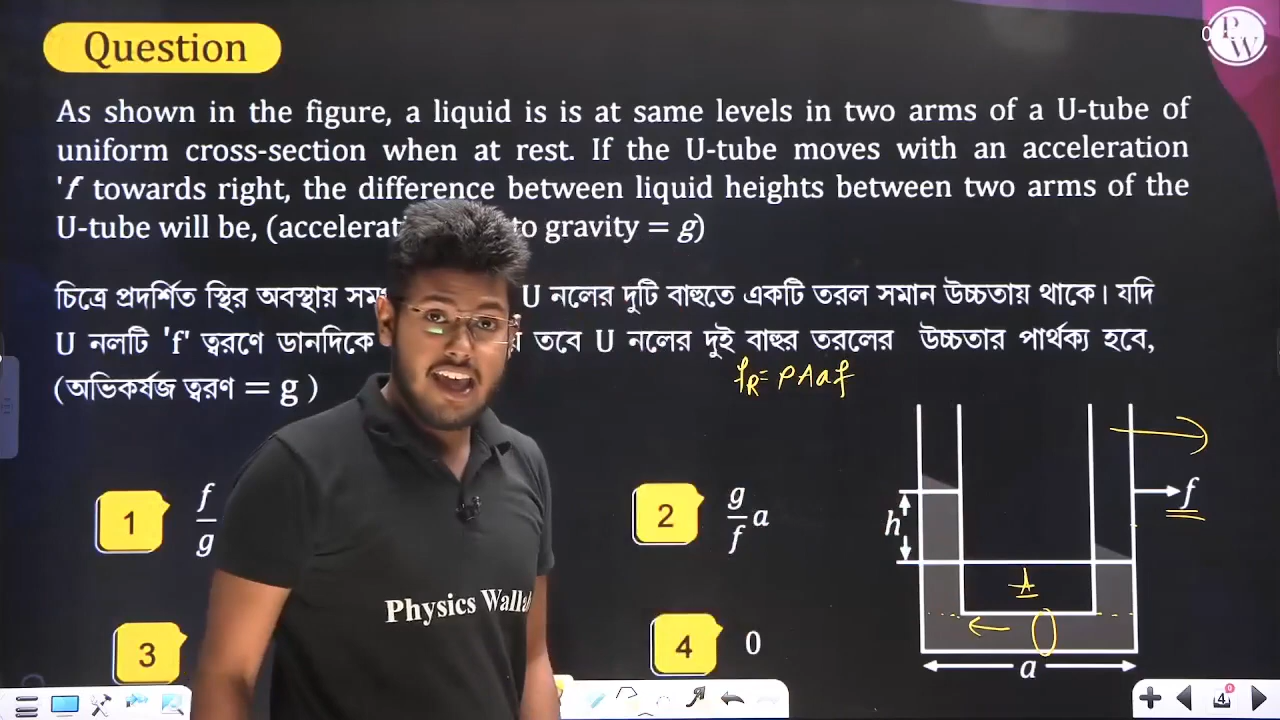 Question
PW
As shown in the figure, a liquid is is at same levels in two arms of a U-tube of
uniform cross-section when at rest. If the U-tube moves with an acceleration
'f towards right, the difference between liquid heights between two arms of the
U-tube will be, (accelerati to gravity = g)
চিত্রে প্রদর্শিত স্থির অবস্থায় U নলের দুটি বাহুতে একটি তরল সমান উচ্চতায় থাকে। যদি
U নলটি 'f' ত্বরণে ডানদিকে তবে U নলের দুই বাহুর তরলের উচ্চতার পার্থক্য হবে,
(অভিকর্ষজ ত্বরণ = g )
f_R = ρAaf
1 f/g
2 g/f a
h
f
A
3
4 0
a
Physics Walla
4